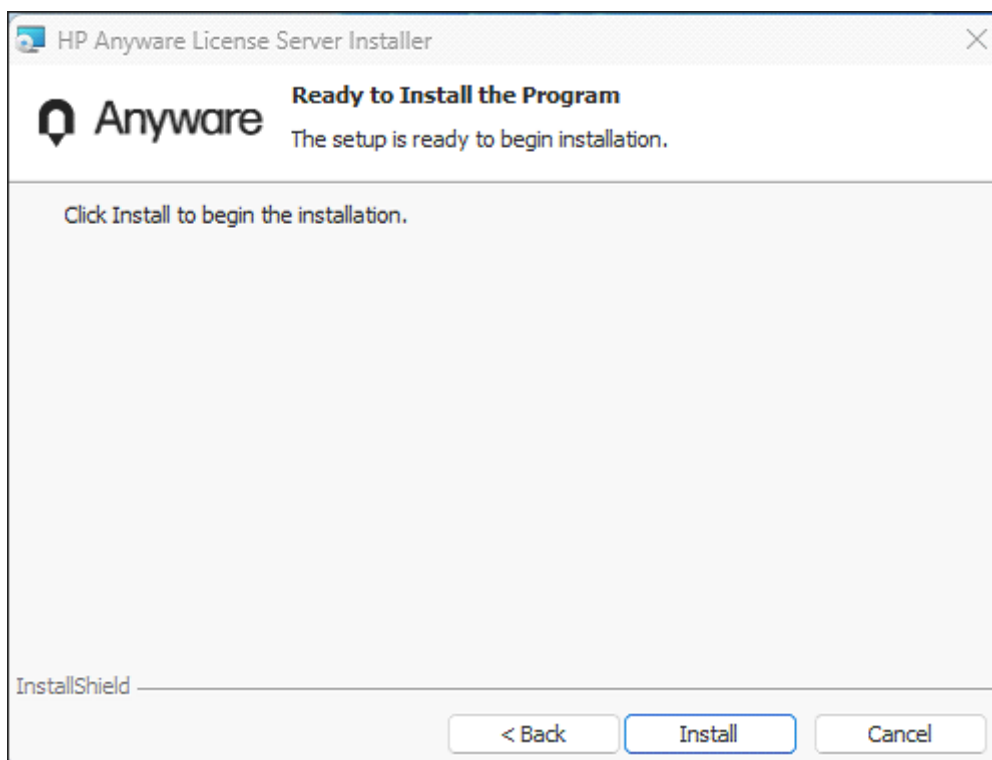 HP Anyware License Server Installer
Anyware
Ready to Install the Program
The setup is ready to begin installation.
Click Install to begin the installation.
InstallShield
< Back
Install
Cancel